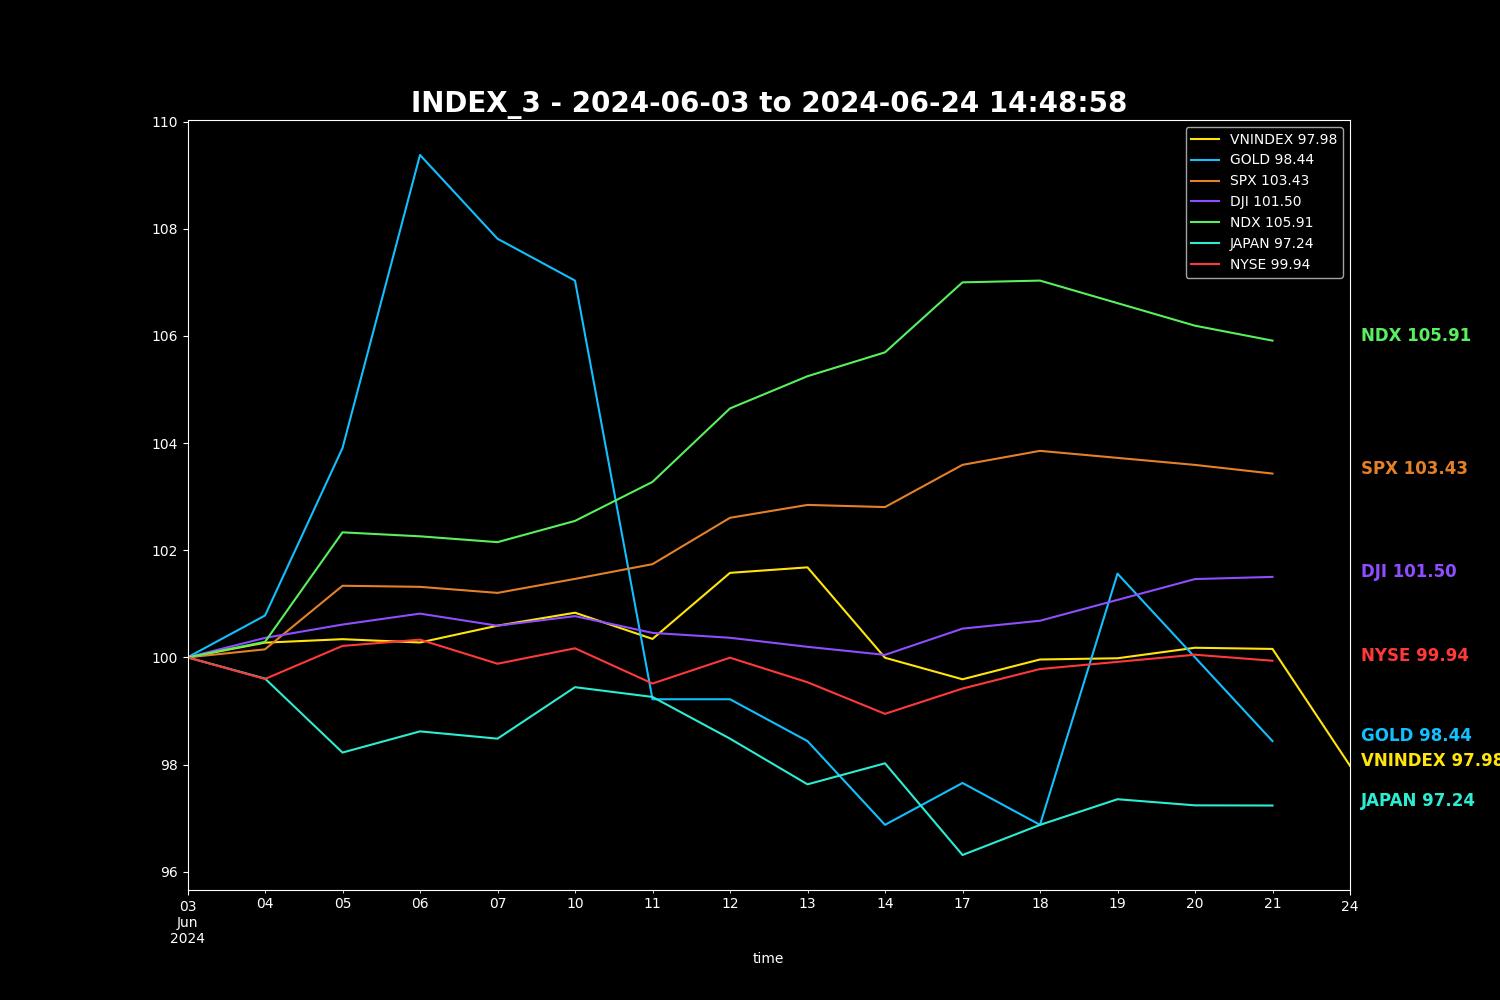 INDEX_3 - 2024-06-03 to 2024-06-24 14:48:58
110
108
106
104
102
100
98
96
VNINDEX 97.98
GOLD 98.44
SPX 103.43
DJI 101.50
NDX 105.91
JAPAN 97.24
NYSE 99.94
NDX 105.91
SPX 103.43
DJI 101.50
NYSE 99.94
GOLD 98.44
VNINDEX 97.98
JAPAN 97.24
03 04 05 06 07 10 11 12 13 14 17 18 19 20 21 24
Jun
2024
time